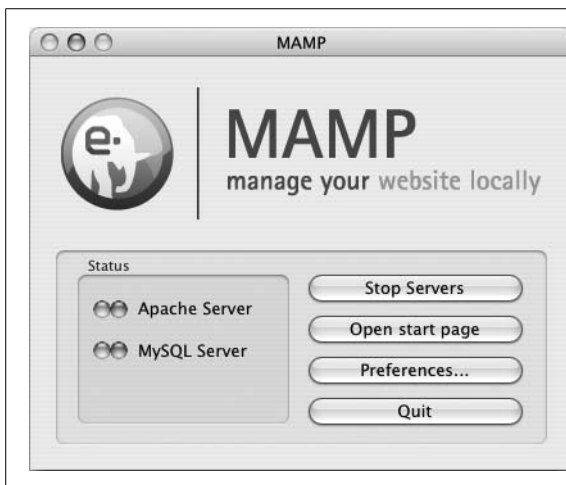 MAMP
e.
MAMP
manage your website locally
Status
Apache Server
MySQL Server
Stop Servers
Open start page
Preferences...
Quit